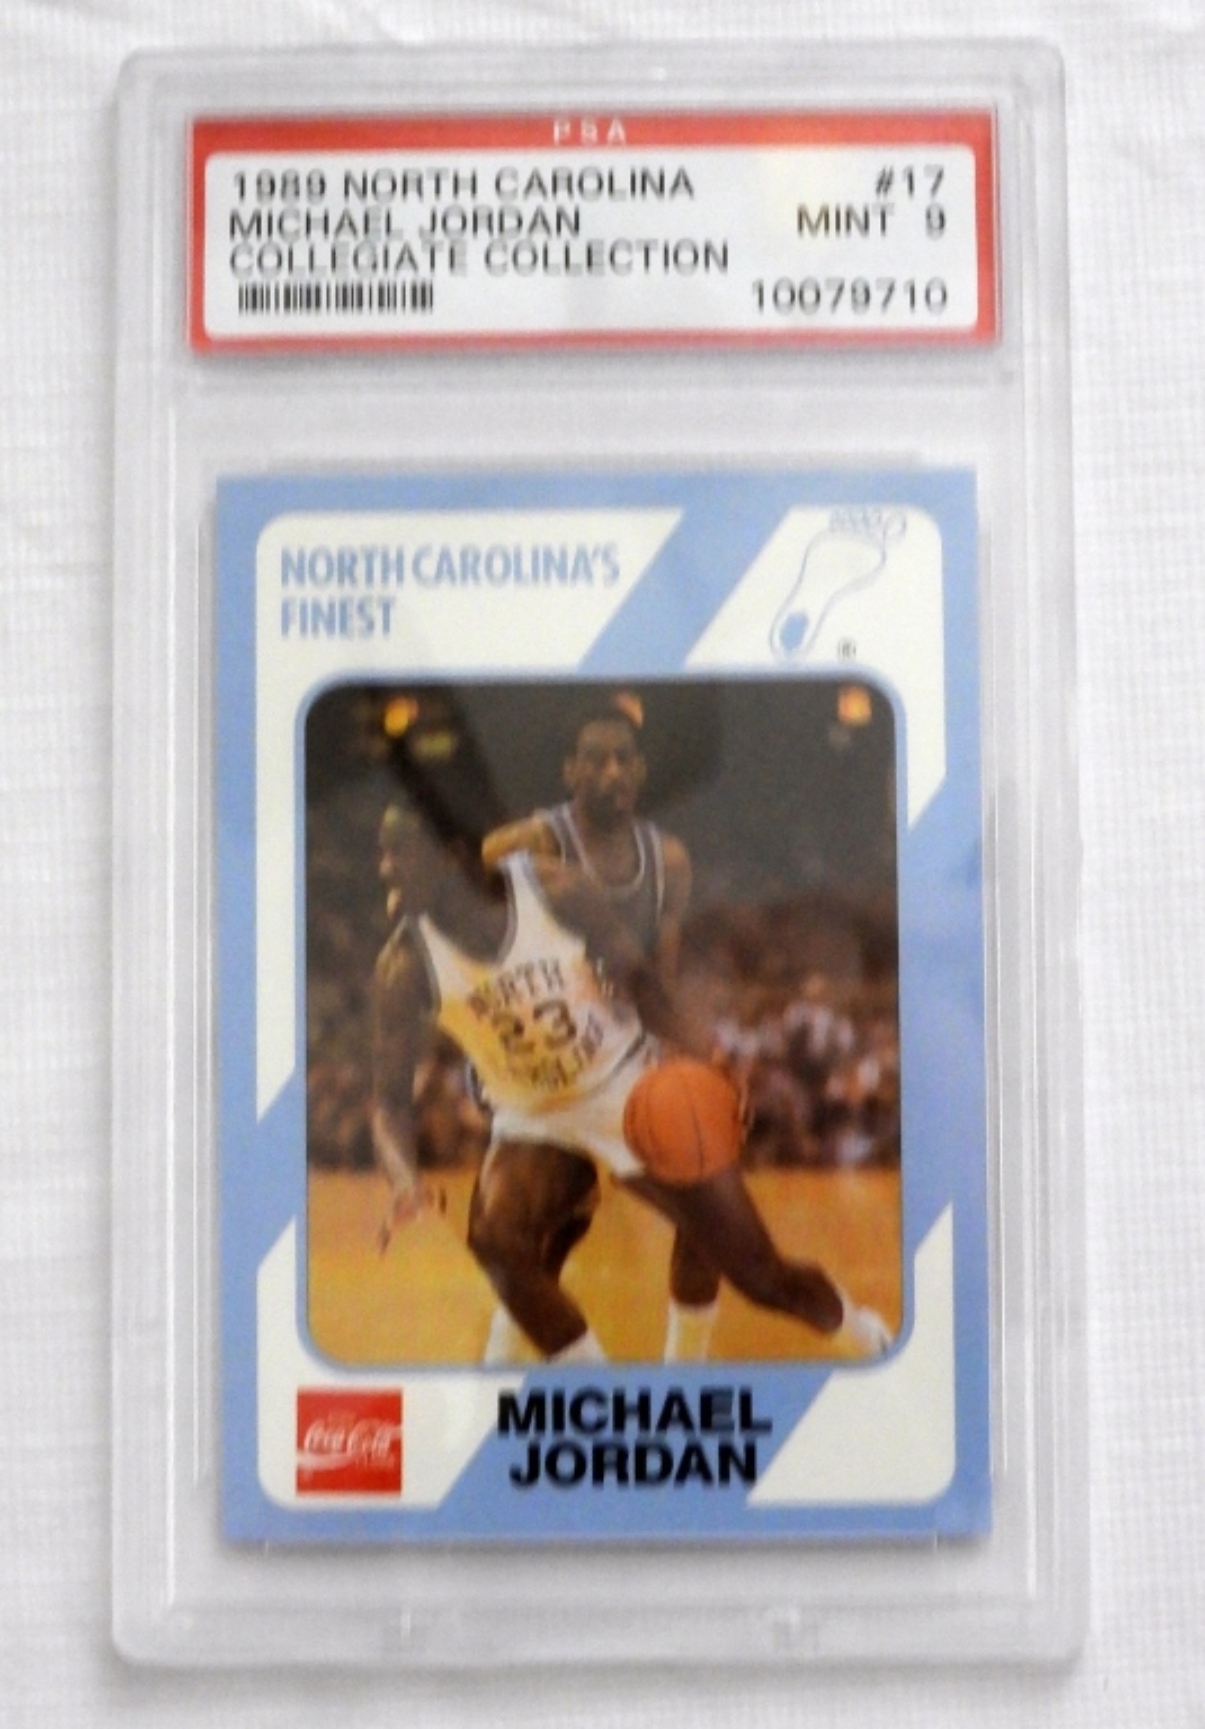 PSA
1989 NORTH CAROLINA #17
MICHAEL JORDAN MINT 9
COLLEGIATE COLLECTION
10079710
NORTH CAROLINA'S
FINEST
®
NORTH
23
CAROLINA
Coca-Cola
MICHAEL
JORDAN